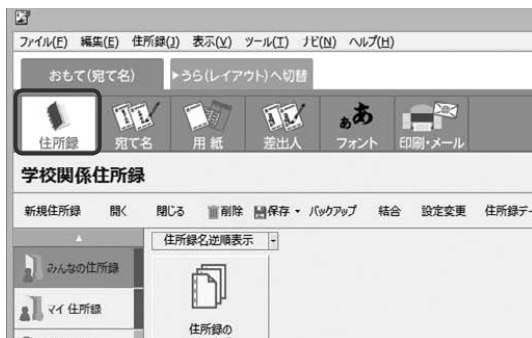 ファイル(F) 編集(E) 住所録(J) 表示(V) ツール(T) ナビ(N) ヘルプ(H)
おもて(宛て名) ▶うら(レイアウト)へ切替
住所録 宛て名 用紙 差出人 フォント 印刷・メール
学校関係住所録
新規住所録 開く 閉じる 削除 保存 バックアップ 結合 設定変更 住所録デー
住所録名逆順表示
みんなの住所録
マイ 住所録
住所録の